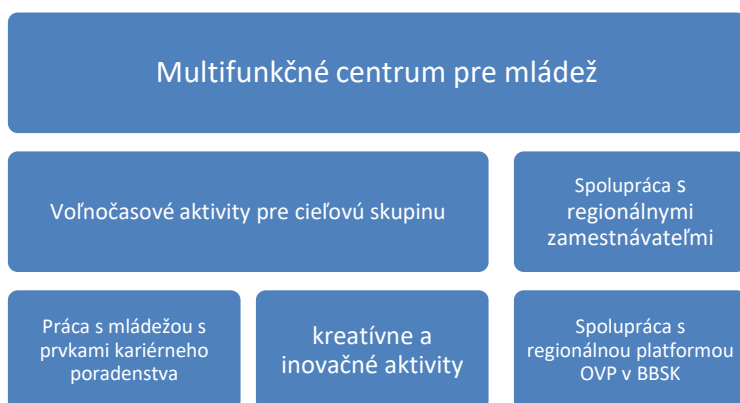 Multifunkčné centrum pre mládež
Voľnočasové aktivity pre cieľovú skupinu
Spolupráca s
regionálnymi
zamestnávateľmi
Práca s mládežou s
prvkami kariérneho
poradenstva
kreatívne a
inovačné aktivity
Spolupráca s
regionálnou platformou
OVP v BBSK